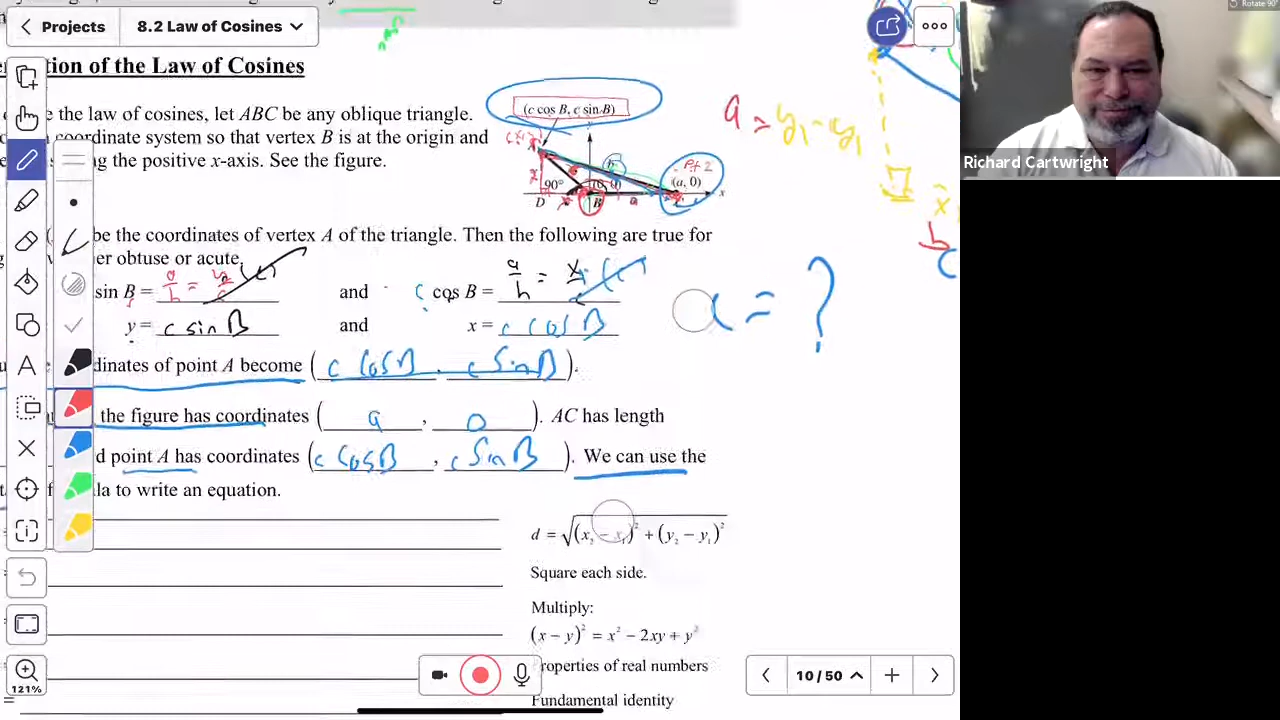 Projects
8.2 Law of Cosines
Rotate 90°
Richard Cartwright
tion of the Law of Cosines
e the law of cosines, let ABC be any oblique triangle.
coordinate system so that vertex B is at the origin and
ng the positive x-axis. See the figure.
(c cos B, c sin B)
Pt 2
90°
(a, 0)
D
B
a
x
a = y₁ - y₁
be the coordinates of vertex A of the triangle. Then the following are true for
er obtuse or acute.
sin B = o/h =
and
c cos B = a/h = x
y = c sin B
and
x = c cos B
= ?
dinates of point A become (c cos B, c sin B).
the figure has coordinates (a, 0). AC has length
d point A has coordinates (c cos B, c sin B). We can use the
la to write an equation.
d = √(x₂ − x₁)² + (y₂ − y₁)²
Square each side.
Multiply:
(x − y)² = x² − 2xy + y²
roperties of real numbers
Fundamental identity
121%
10 / 50